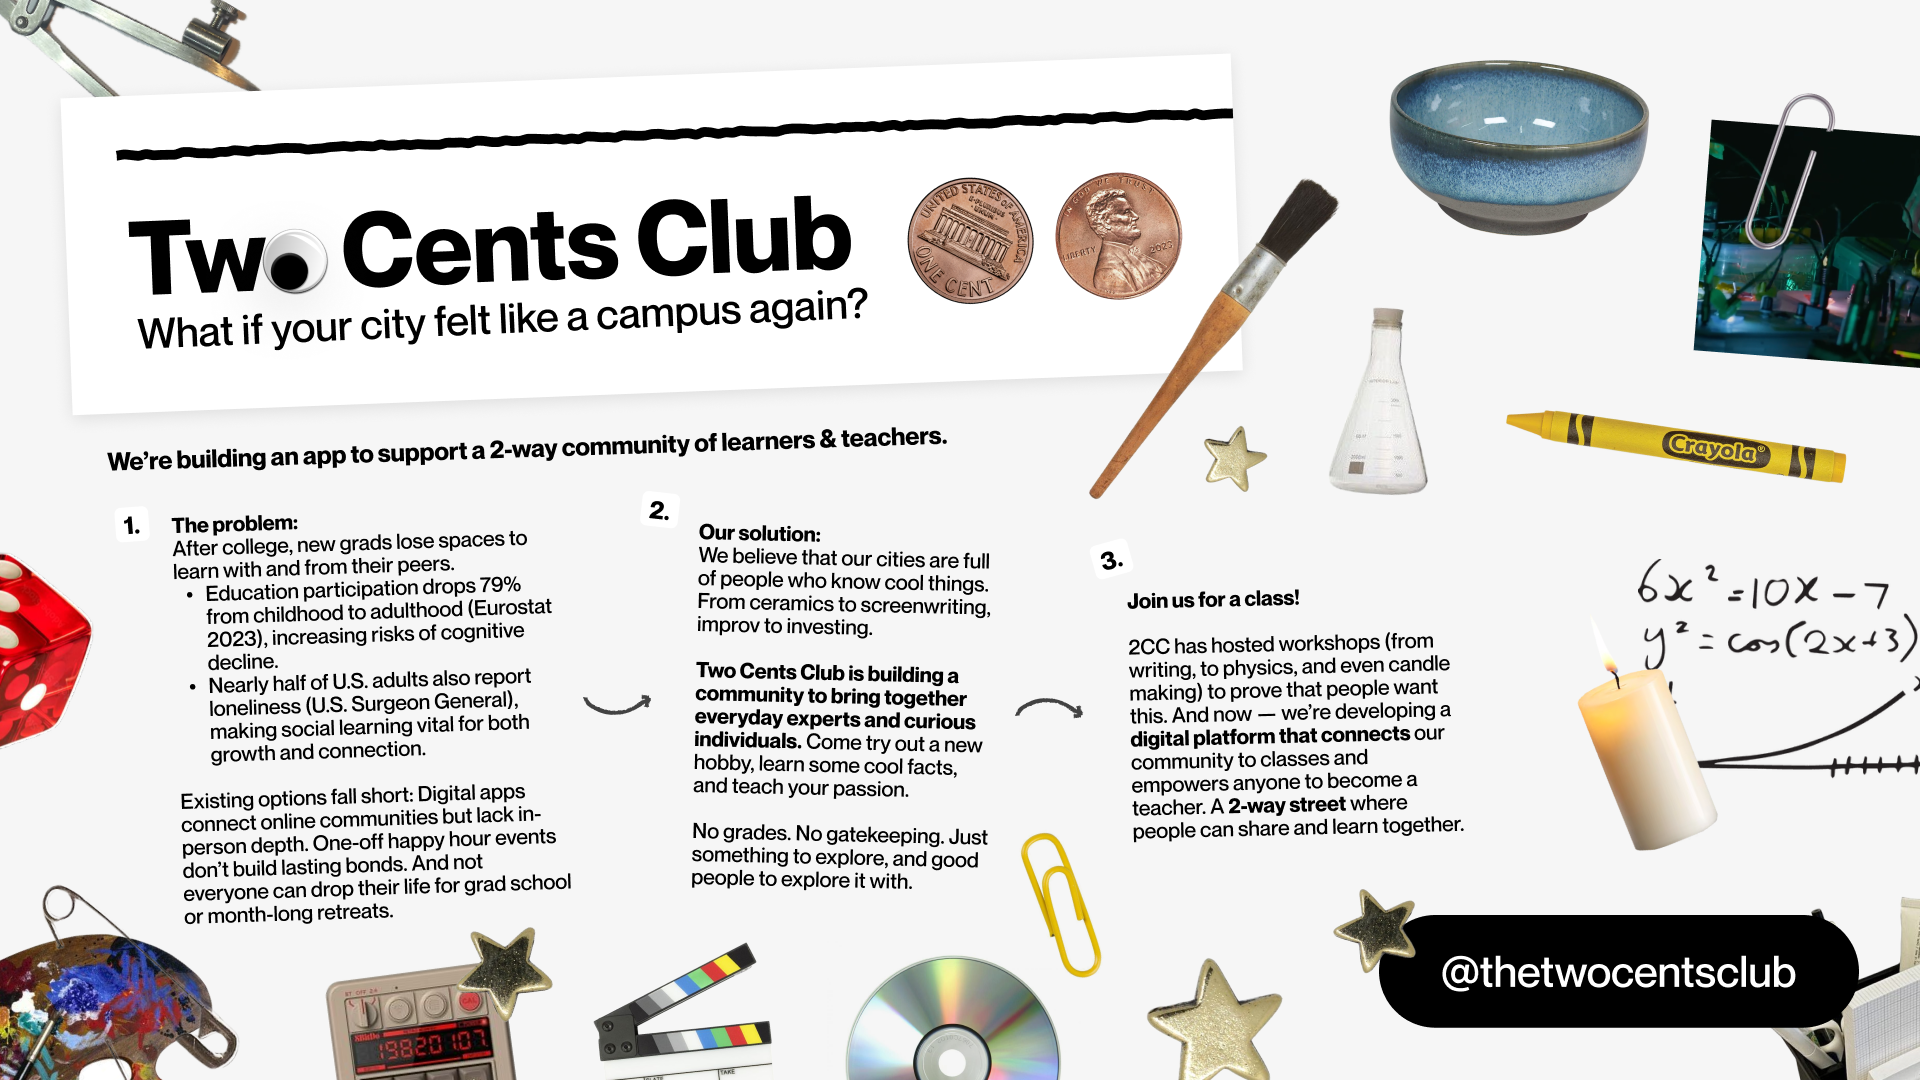 Two Cents Club
What if your city felt like a campus again?
UNITED STATES OF AMERICA
E·PLURIBUS
·UNUM·
ONE CENT
IN GOD WE TRUST
LIBERTY
2023
We're building an app to support a 2-way community of learners & teachers.
1.
The problem:
After college, new grads lose spaces to
learn with and from their peers.
• Education participation drops 79%
from childhood to adulthood (Eurostat
2023), increasing risks of cognitive
decline.
• Nearly half of U.S. adults also report
loneliness (U.S. Surgeon General),
making social learning vital for both
growth and connection.
Existing options fall short: Digital apps
connect online communities but lack in-
person depth. One-off happy hour events
don't build lasting bonds. And not
everyone can drop their life for grad school
or month-long retreats.
2.
Our solution:
We believe that our cities are full
of people who know cool things.
From ceramics to screenwriting,
improv to investing.
Two Cents Club is building a
community to bring together
everyday experts and curious
individuals. Come try out a new
hobby, learn some cool facts,
and teach your passion.
No grades. No gatekeeping. Just
something to explore, and good
people to explore it with.
3.
Join us for a class!
2CC has hosted workshops (from
writing, to physics, and even candle
making) to prove that people want
this. And now — we're developing a
digital platform that connects our
community to classes and
empowers anyone to become a
teacher. A 2-way street where
people can share and learn together.
Crayola®
6x² = 10x − 7
y² = cos(2x+3)
@thetwocentsclub
CAL
198201.07
TAKE